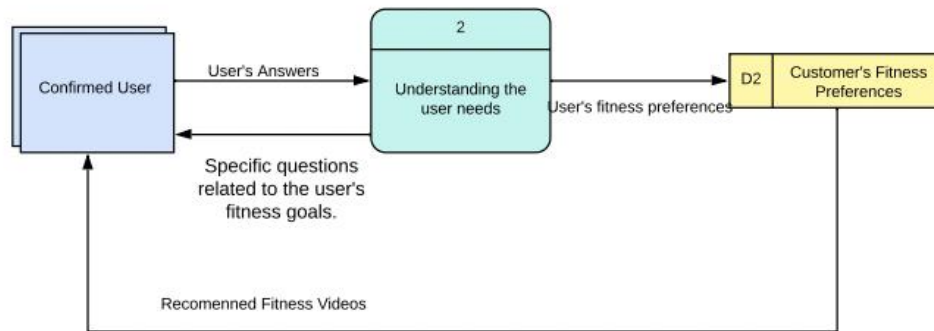 2
Confirmed User
User's Answers
Understanding the
user needs
User's fitness preferences
D2
Customer's Fitness
Preferences
Specific questions
related to the user's
fitness goals.
Recomenned Fitness Videos